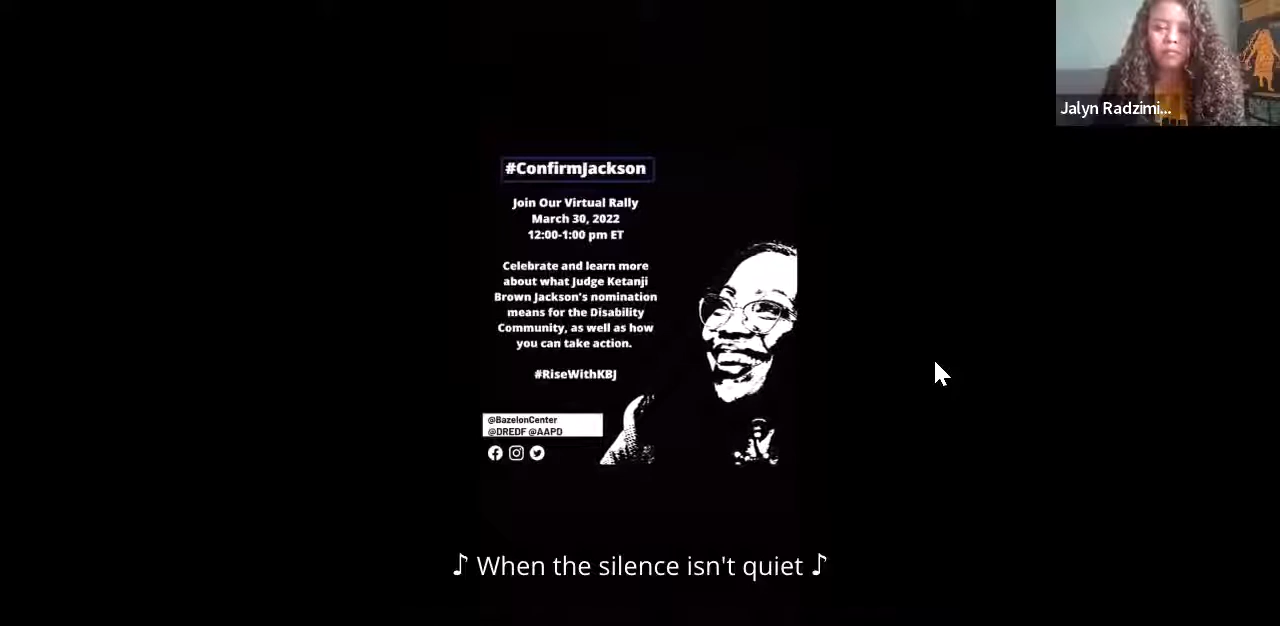 Jalyn Radzimi...
#ConfirmJackson
Join Our Virtual Rally
March 30, 2022
12:00-1:00 pm ET
Celebrate and learn more
about what Judge Ketanji
Brown Jackson's nomination
means for the Disability
Community, as well as how
you can take action.
#RiseWithKBJ
@BazelonCenter
@DREDF @AAPD
♪ When the silence isn't quiet ♪